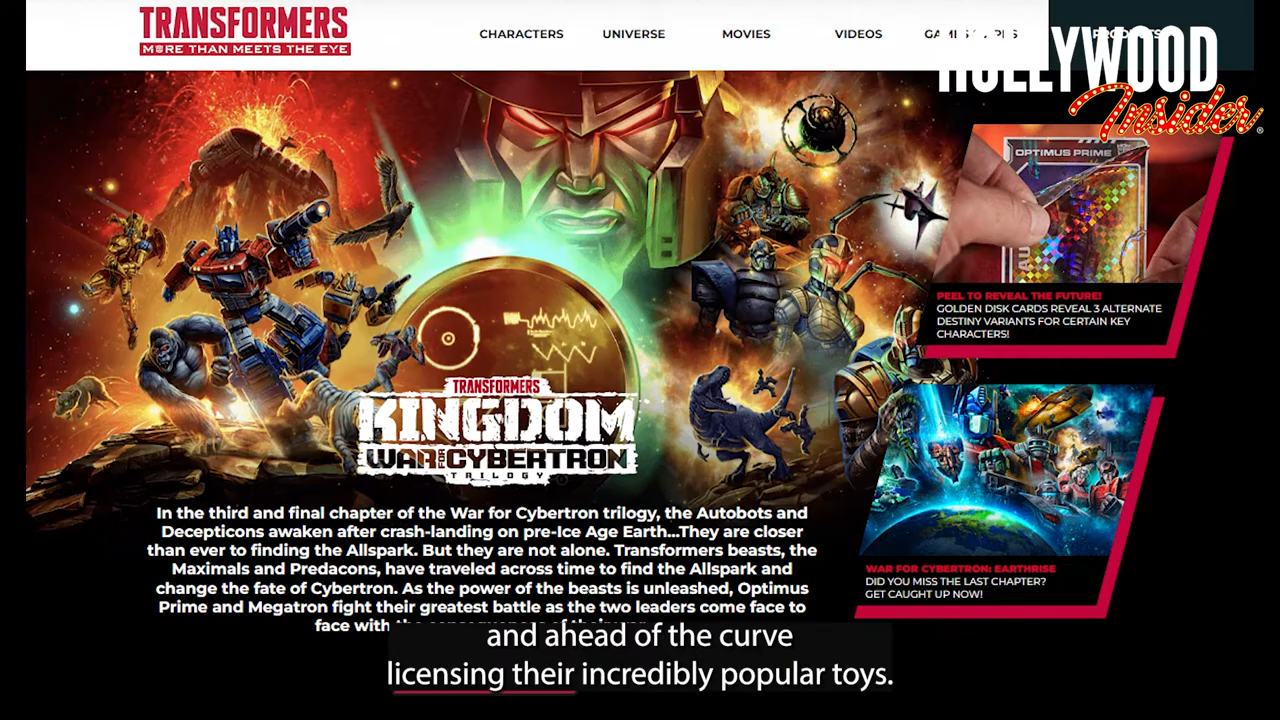 TRANSFORMERS
MORE THAN MEETS THE EYE
CHARACTERS
UNIVERSE
MOVIES
VIDEOS
HOLLYWOOD
Insider
®
OPTIMUS PRIME
PEEL TO REVEAL THE FUTURE!
GOLDEN DISK CARDS REVEAL 3 ALTERNATE
DESTINY VARIANTS FOR CERTAIN KEY
CHARACTERS!
TRANSFORMERS
KINGDOM
WAR FOR CYBERTRON
TRILOGY
In the third and final chapter of the War for Cybertron trilogy, the Autobots and
Decepticons awaken after crash-landing on pre-Ice Age Earth...They are closer
than ever to finding the Allspark. But they are not alone. Transformers beasts, the
Maximals and Predacons, have traveled across time to find the Allspark and
change the fate of Cybertron. As the power of the beasts is unleashed, Optimus
Prime and Megatron fight their greatest battle as the two leaders come face to
face with
WAR FOR CYBERTRON: EARTHRISE
DID YOU MISS THE LAST CHAPTER?
GET CAUGHT UP NOW!
and ahead of the curve
licensing their incredibly popular toys.